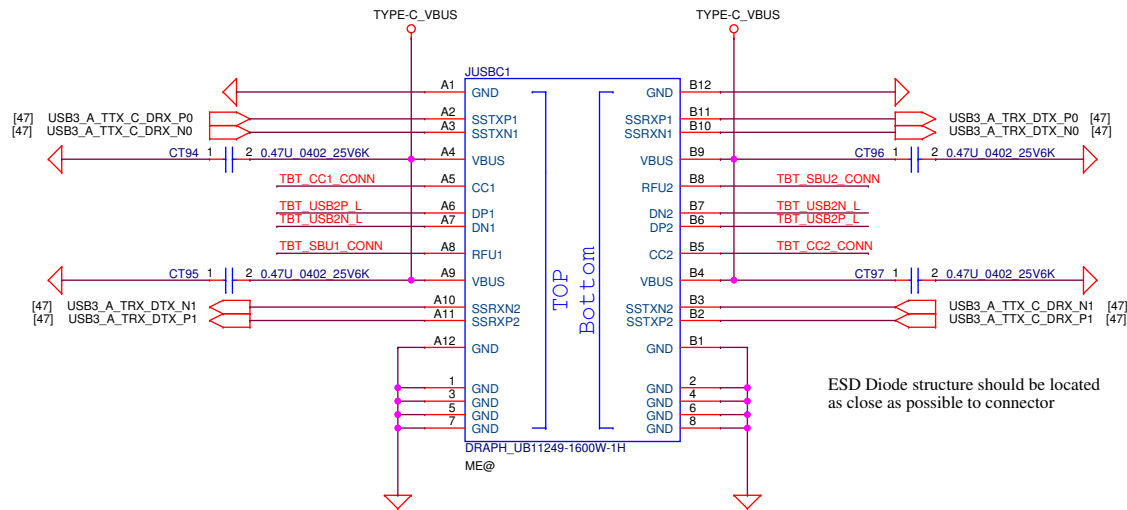 TYPE-C_VBUS TYPE-C_VBUS
JUSBC1
A1 GND GND B12
[47] USB3_A_TTX_C_DRX_P0 A2 SSTXP1 SSRXP1 B11 USB3_A_TRX_DTX_P0 [47]
[47] USB3_A_TTX_C_DRX_N0 A3 SSTXN1 SSRXN1 B10 USB3_A_TRX_DTX_N0 [47]
CT94 1 2 0.47U_0402_25V6K A4 VBUS VBUS B9 CT96 1 2 0.47U_0402_25V6K
TBT_CC1_CONN A5 CC1 RFU2 B8 TBT_SBU2_CONN
TBT_USB2P_L A6 DP1 DN2 B7 TBT_USB2N_L
TBT_USB2N_L A7 DN1 DP2 B6 TBT_USB2P_L
TBT_SBU1_CONN A8 RFU1 CC2 B5 TBT_CC2_CONN
CT95 1 2 0.47U_0402_25V6K A9 VBUS VBUS B4 CT97 1 2 0.47U_0402_25V6K
TOP
Bottom
[47] USB3_A_TRX_DTX_N1 A10 SSRXN2 SSTXN2 B3 USB3_A_TTX_C_DRX_N1 [47]
[47] USB3_A_TRX_DTX_P1 A11 SSRXP2 SSTXP2 B2 USB3_A_TTX_C_DRX_P1 [47]
A12 GND GND B1
1 GND GND 2
3 GND GND 4
5 GND GND 6
7 GND GND 8
ESD Diode structure should be located
as close as possible to connector
DRAPH_UB11249-1600W-1H
ME@